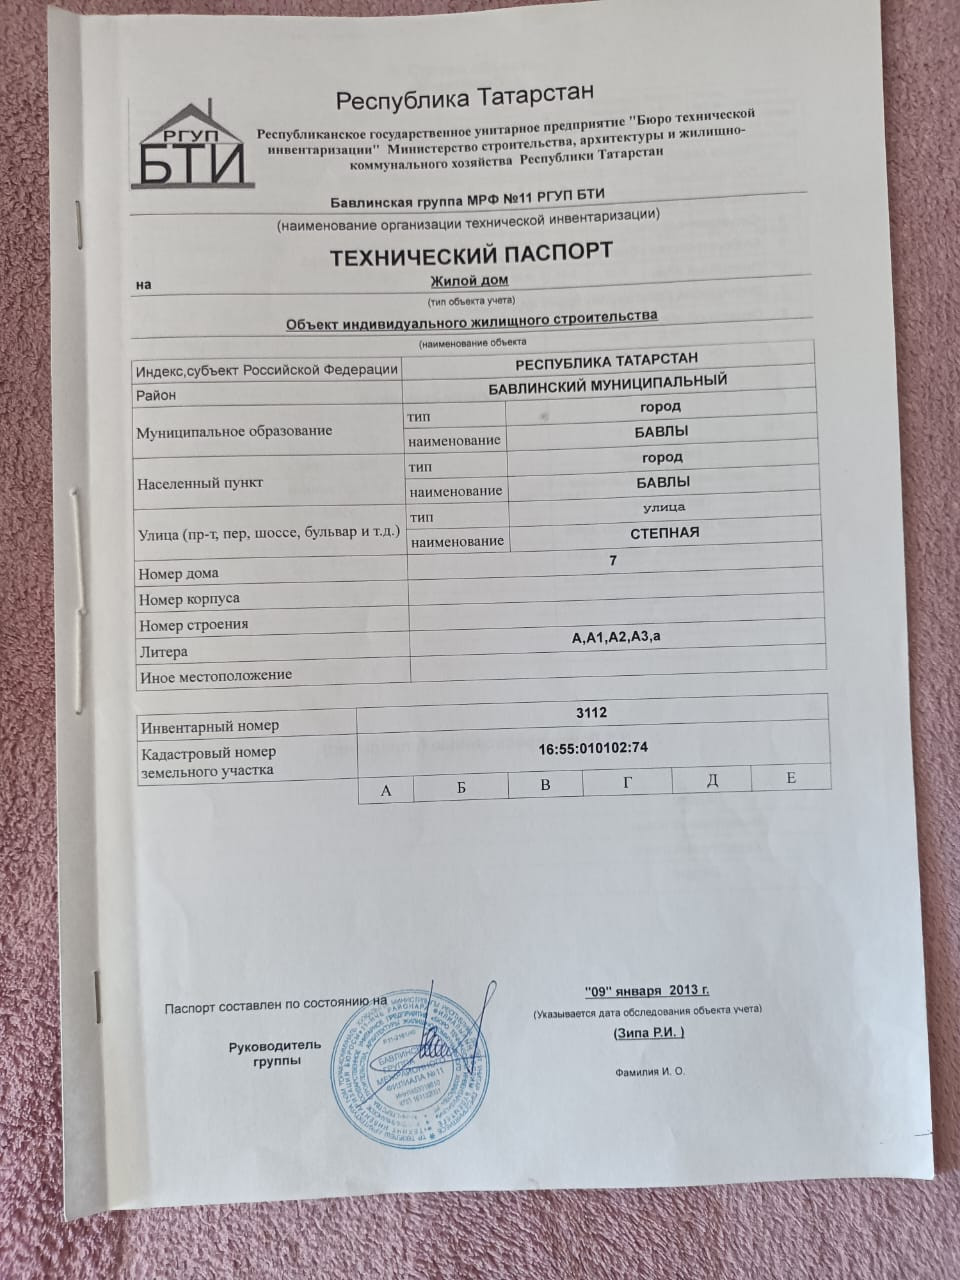 Республика Татарстан
РГУП
БТИ
Республиканское государственное унитарное предприятие "Бюро технической
инвентаризации" Министерство строительства, архитектуры и жилищно-
коммунального хозяйства Республики Татарстан
Бавлинская группа МРФ №11 РГУП БТИ
(наименование организации технической инвентаризации)
ТЕХНИЧЕСКИЙ ПАСПОРТ
на Жилой дом
(тип объекта учета)
Объект индивидуального жилищного строительства
(наименование объекта
Индекс,субъект Российской Федерации РЕСПУБЛИКА ТАТАРСТАН
Район БАВЛИНСКИЙ МУНИЦИПАЛЬНЫЙ
Муниципальное образование тип город
наименование БАВЛЫ
Населенный пункт тип город
наименование БАВЛЫ
Улица (пр-т, пер, шоссе, бульвар и т.д.) тип улица
наименование СТЕПНАЯ
Номер дома 7
Номер корпуса
Номер строения
Литера А,А1,А2,А3,а
Иное местоположение
Инвентарный номер 3112
Кадастровый номер
земельного участка 16:55:010102:74
А Б В Г Д Е
Паспорт составлен по состоянию на "09" января 2013 г.
(Указывается дата обследования объекта учета)
Руководитель
группы
(Зипа Р.И. )
Фамилия И. О.
БАВЛИНСКАЯ
ГРУППА
МЕЖРАЙОННОГО
ФИЛИАЛА №11